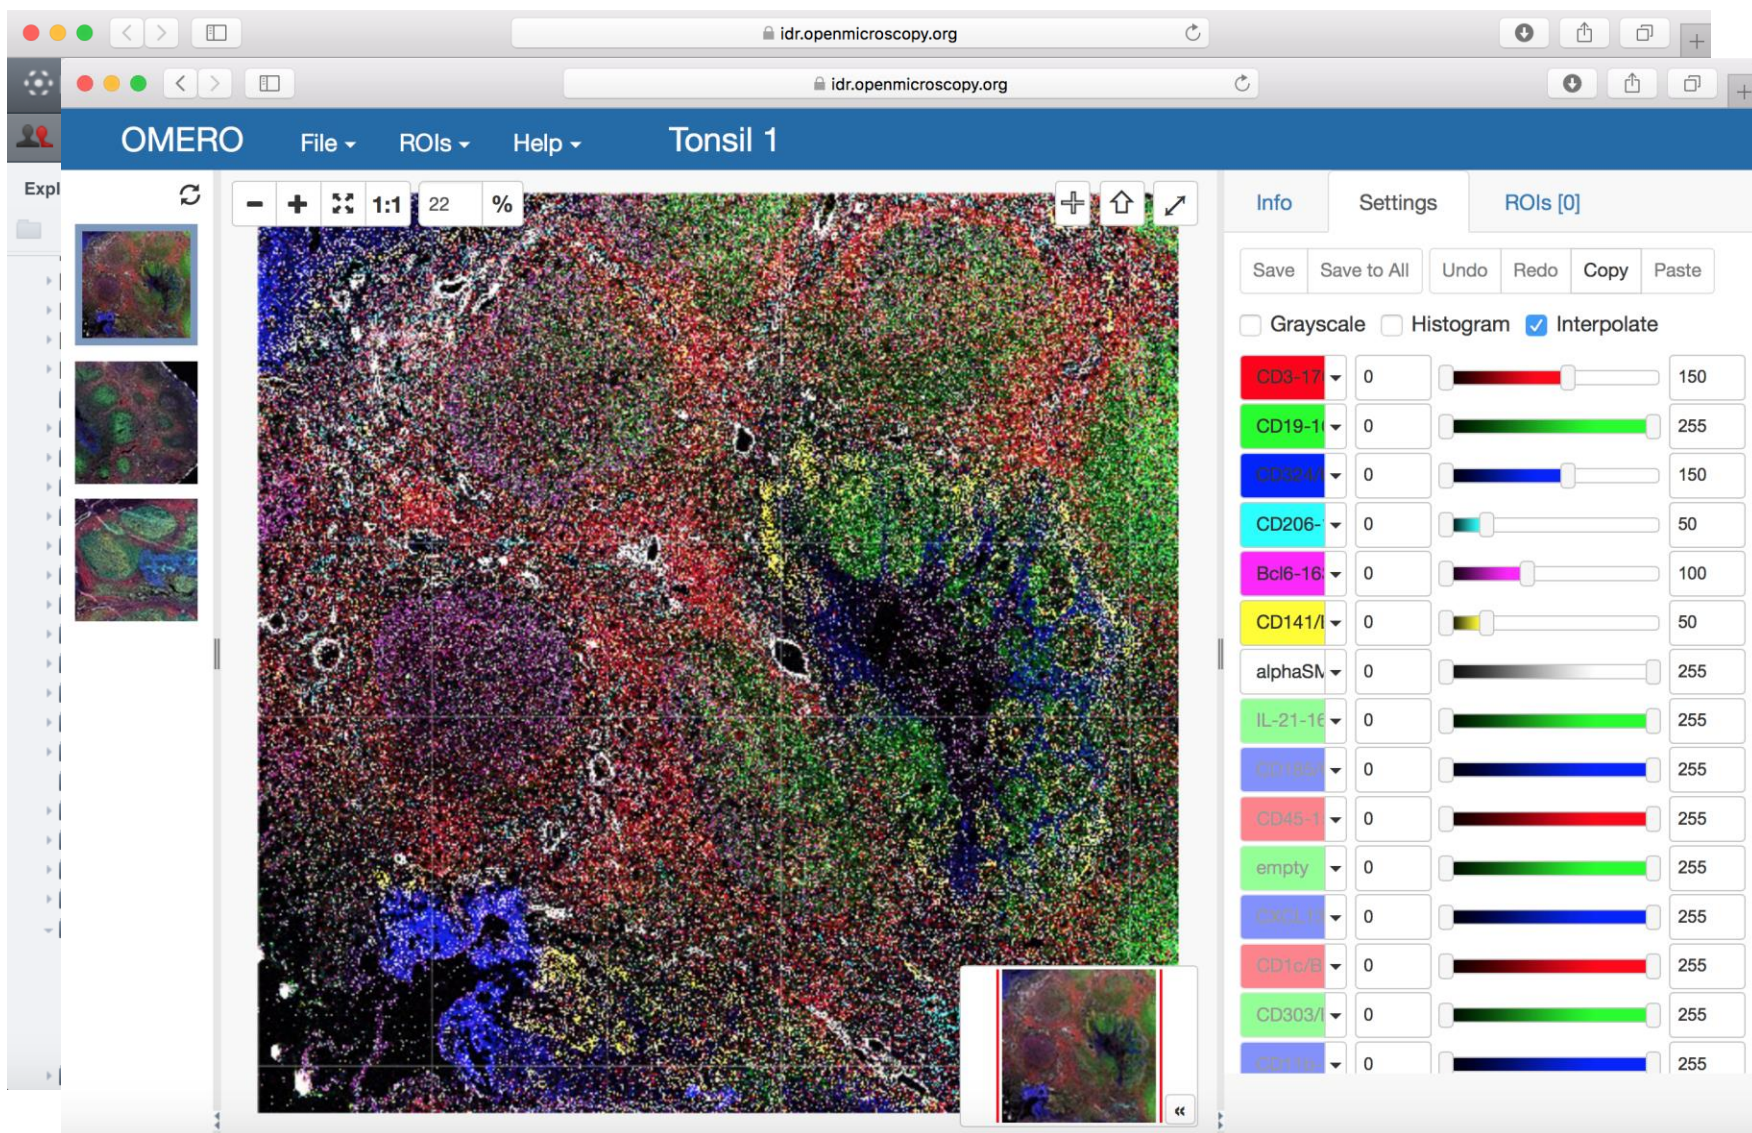 idr.openmicroscopy.org
idr.openmicroscopy.org
OMERO File ROIs Help Tonsil 1
Expl
− + 1:1 22 %
Info Settings ROIs [0]
Save Save to All Undo Redo Copy Paste
Grayscale Histogram Interpolate
CD3-17 0 150
CD19-1 0 255
CD324/ 0 150
CD206- 0 50
Bcl6-16 0 100
CD141/ 0 50
alphaSM 0 255
IL-21-16 0 255
0 255
CD45-1 0 255
empty 0 255
0 255
CD1c/B 0 255
CD303/ 0 255
0 255
«